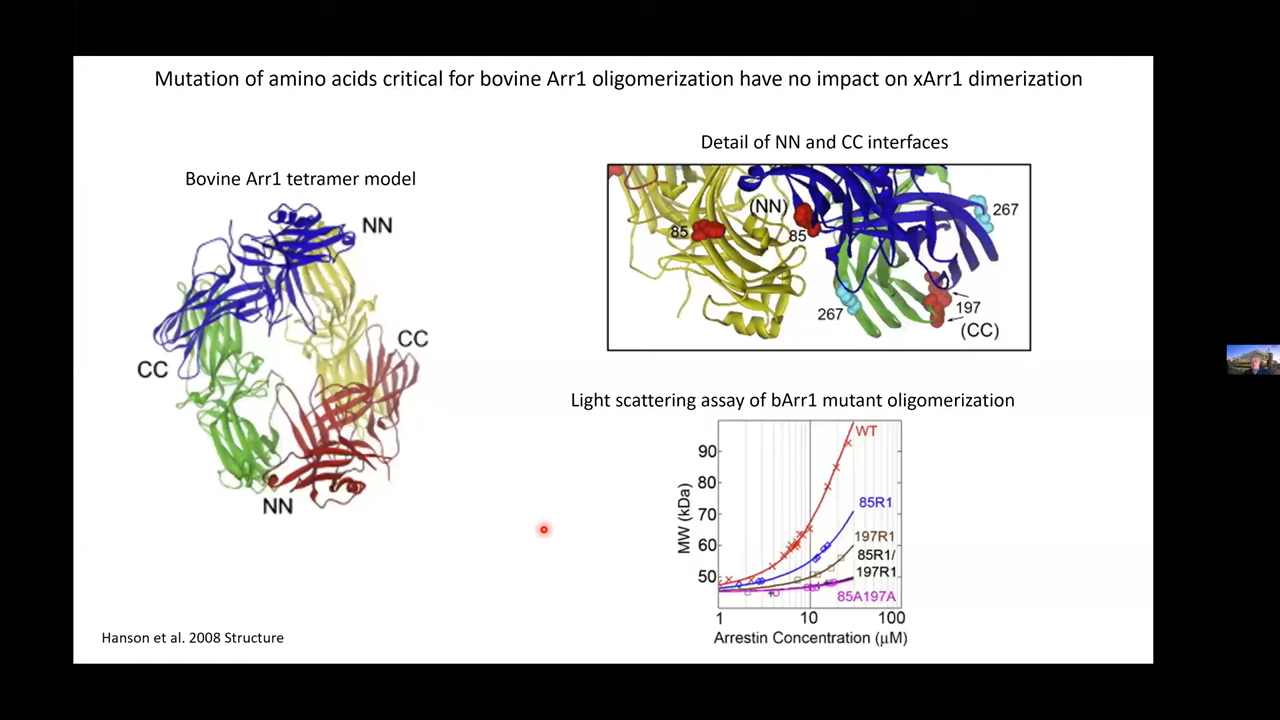 Mutation of amino acids critical for bovine Arr1 oligomerization have no impact on xArr1 dimerization
Bovine Arr1 tetramer model
NN
CC
CC
NN
Detail of NN and CC interfaces
(NN)
85
85
267
267
197
(CC)
Light scattering assay of bArr1 mutant oligomerization
MW (kDa)
90
80
70
60
50
WT
85R1
197R1
85R1/
197R1
85A197A
1
10
100
Arrestin Concentration (μM)
Hanson et al. 2008 Structure